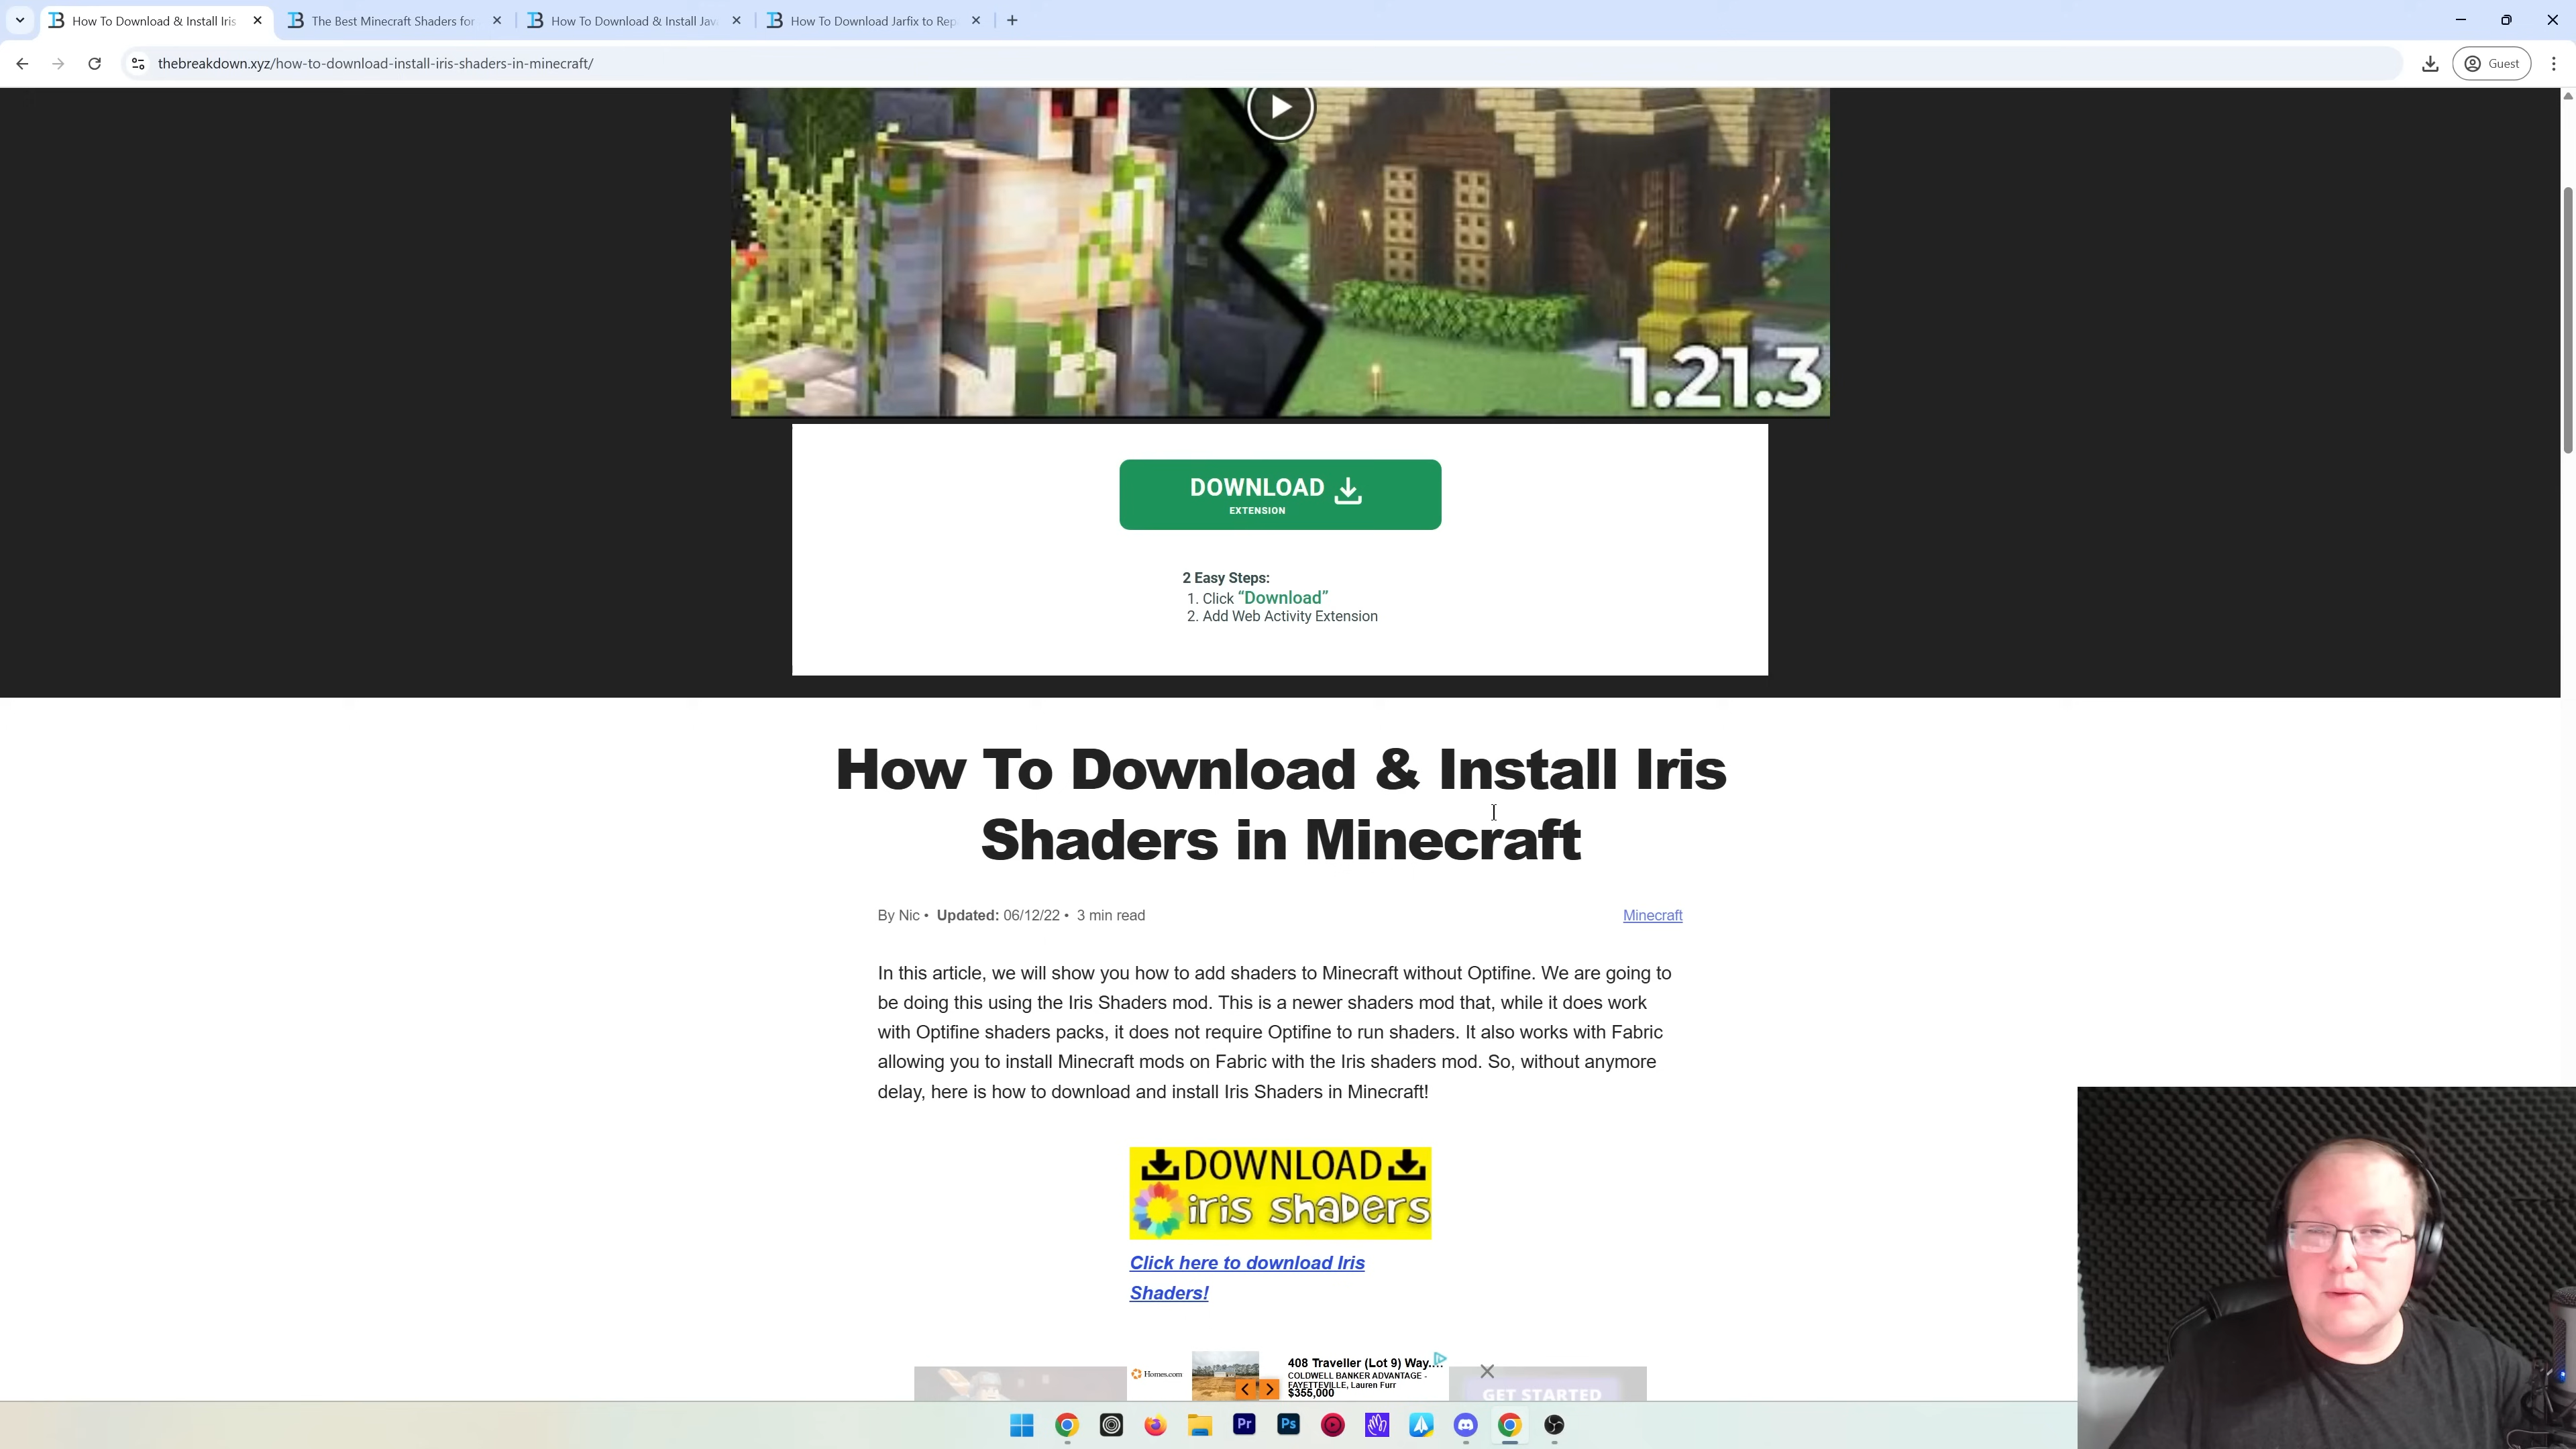 How To Download & Install Iris
The Best Minecraft Shaders for
How To Download & Install Jav
How To Download Jarfix to Rep
thebreakdown.xyz/how-to-download-install-iris-shaders-in-minecraft/
Guest
1.21.3
DOWNLOAD
EXTENSION
2 Easy Steps:
1. Click “Download”
2. Add Web Activity Extension
How To Download & Install Iris
Shaders in Minecraft
By Nic • Updated: 06/12/22 • 3 min read
Minecraft
In this article, we will show you how to add shaders to Minecraft without Optifine. We are going to
be doing this using the Iris Shaders mod. This is a newer shaders mod that, while it does work
with Optifine shaders packs, it does not require Optifine to run shaders. It also works with Fabric
allowing you to install Minecraft mods on Fabric with the Iris shaders mod. So, without anymore
delay, here is how to download and install Iris Shaders in Minecraft!
DOWNLOAD
iris shaders
Click here to download Iris
Shaders!
Homes.com
408 Traveller (Lot 9) Way,...
COLDWELL BANKER ADVANTAGE -
FAYETTEVILLE, Lauren Furr
$355,000
GET STARTED
Pr
Ps